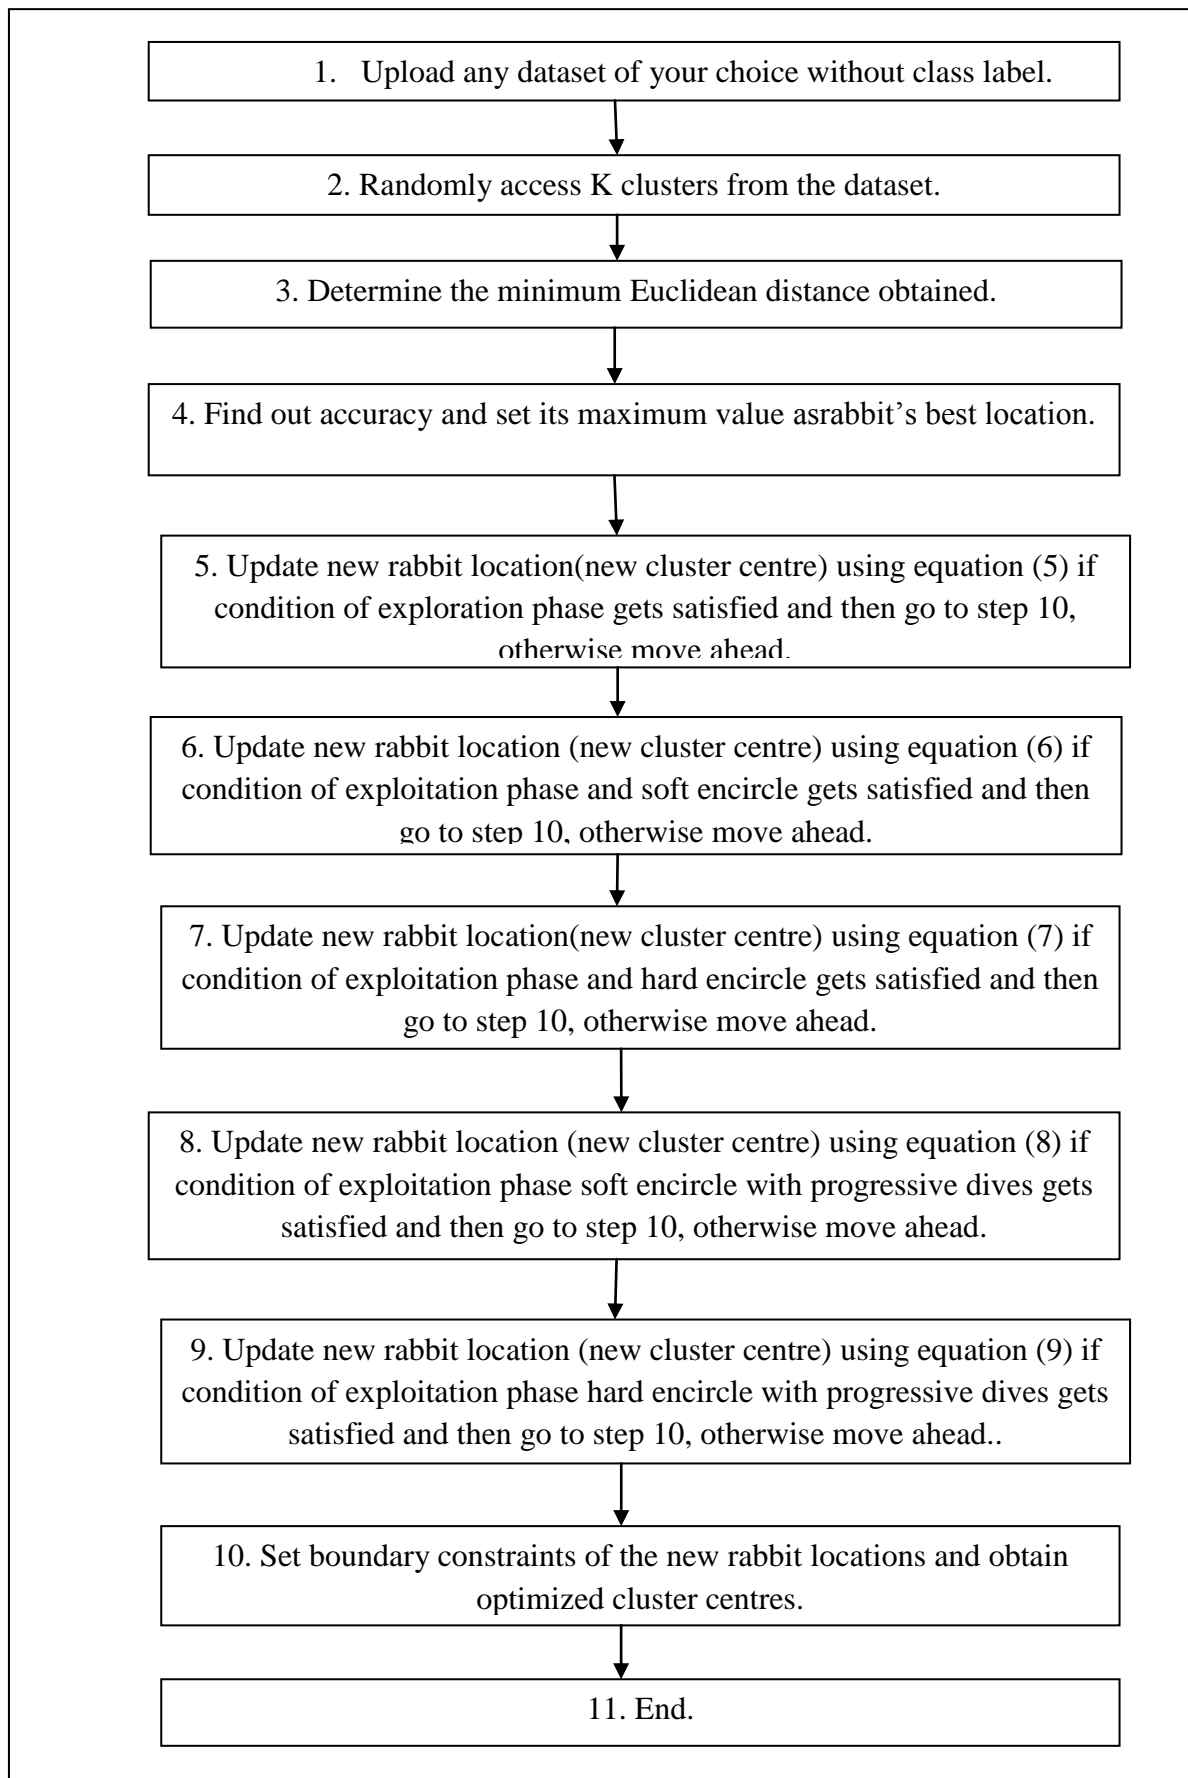 1. Upload any dataset of your choice without class label.
2. Randomly access K clusters from the dataset.
3. Determine the minimum Euclidean distance obtained.
4. Find out accuracy and set its maximum value asrabbit’s best location.
5. Update new rabbit location(new cluster centre) using equation (5) if
condition of exploration phase gets satisfied and then go to step 10,
otherwise move ahead.
6. Update new rabbit location (new cluster centre) using equation (6) if
condition of exploitation phase and soft encircle gets satisfied and then
go to step 10, otherwise move ahead.
7. Update new rabbit location(new cluster centre) using equation (7) if
condition of exploitation phase and hard encircle gets satisfied and then
go to step 10, otherwise move ahead.
8. Update new rabbit location (new cluster centre) using equation (8) if
condition of exploitation phase soft encircle with progressive dives gets
satisfied and then go to step 10, otherwise move ahead.
9. Update new rabbit location (new cluster centre) using equation (9) if
condition of exploitation phase hard encircle with progressive dives gets
satisfied and then go to step 10, otherwise move ahead..
10. Set boundary constraints of the new rabbit locations and obtain
optimized cluster centres.
11. End.